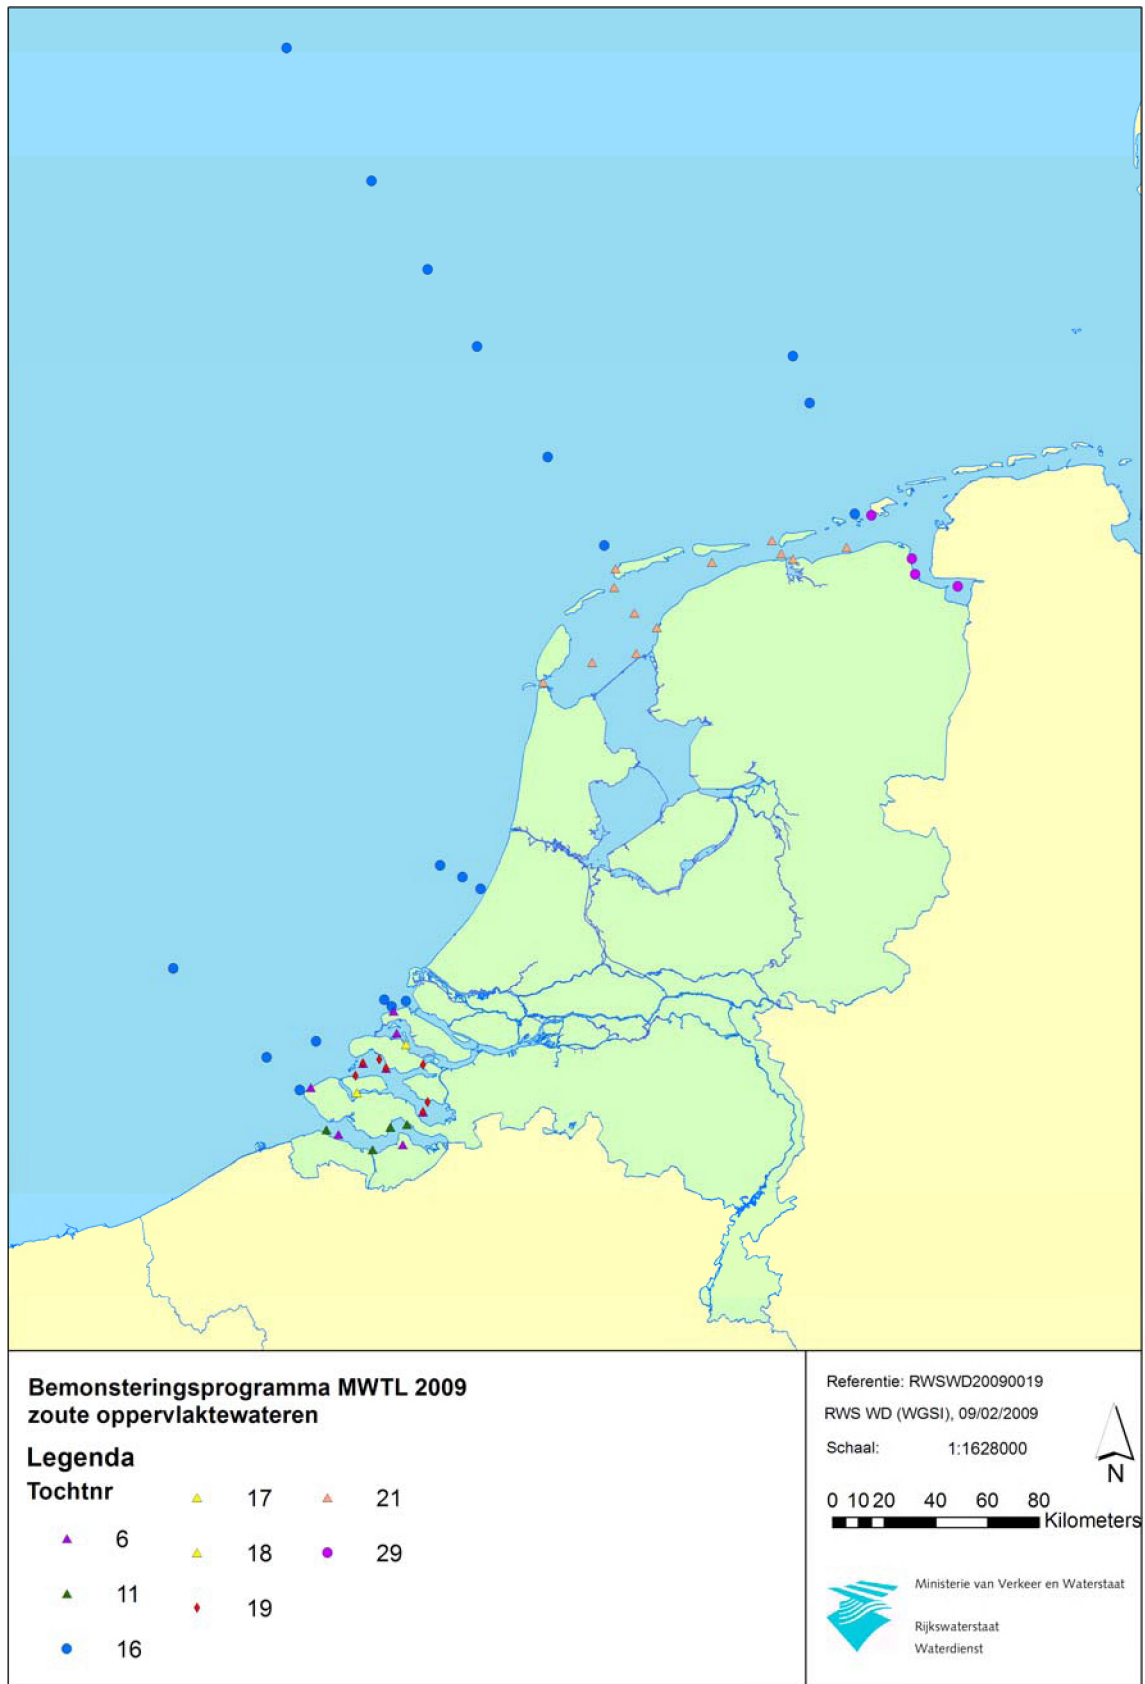 Bemonsteringsprogramma MWTL 2009
zoute oppervlaktewateren
Legenda
Tochtnr
6
11
16
17
18
19
21
29
Referentie: RWSWD20090019
RWS WD (WGSI), 09/02/2009
Schaal: 1:1628000
N
0 10 20 40 60 80
Kilometers
Ministerie van Verkeer en Waterstaat
Rijkswaterstaat
Waterdienst